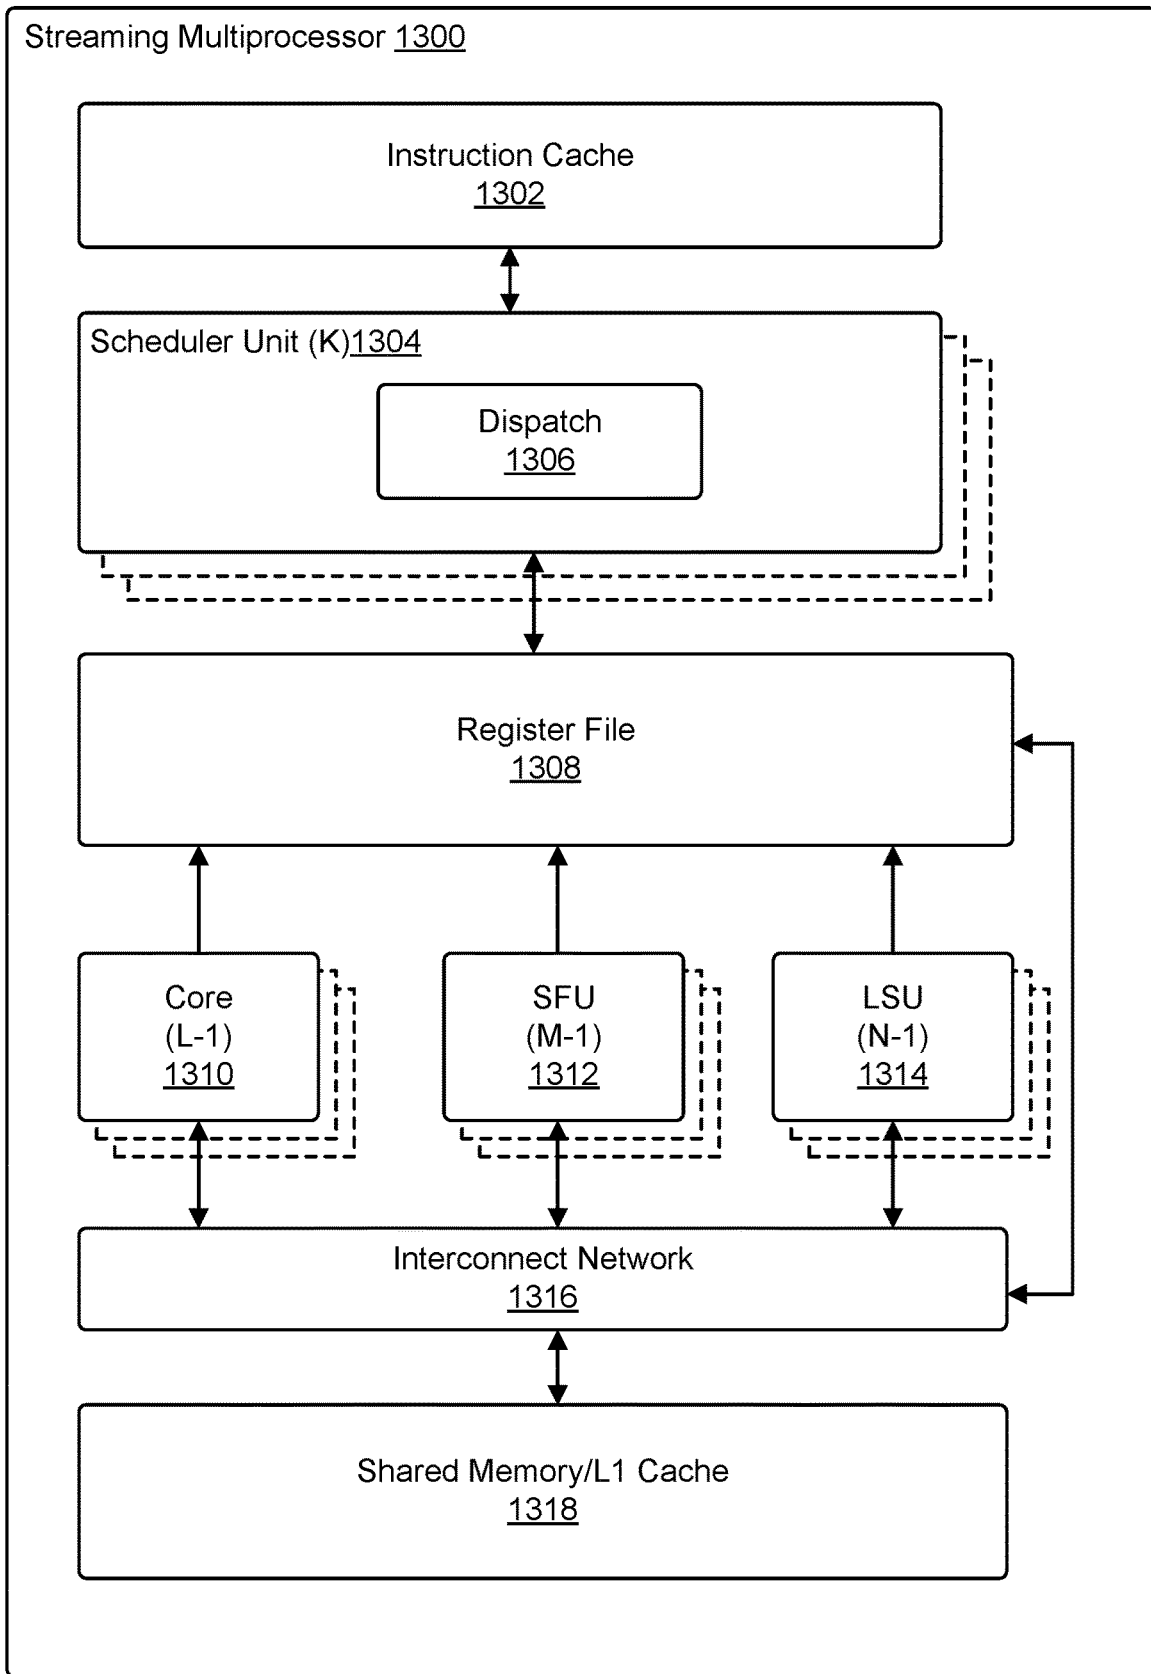 Streaming Multiprocessor 1300
Instruction Cache
1302
Scheduler Unit (K)1304
Dispatch
1306
Register File
1308
Core
(L-1)
1310
SFU
(M-1)
1312
LSU
(N-1)
1314
Interconnect Network
1316
Shared Memory/L1 Cache
1318